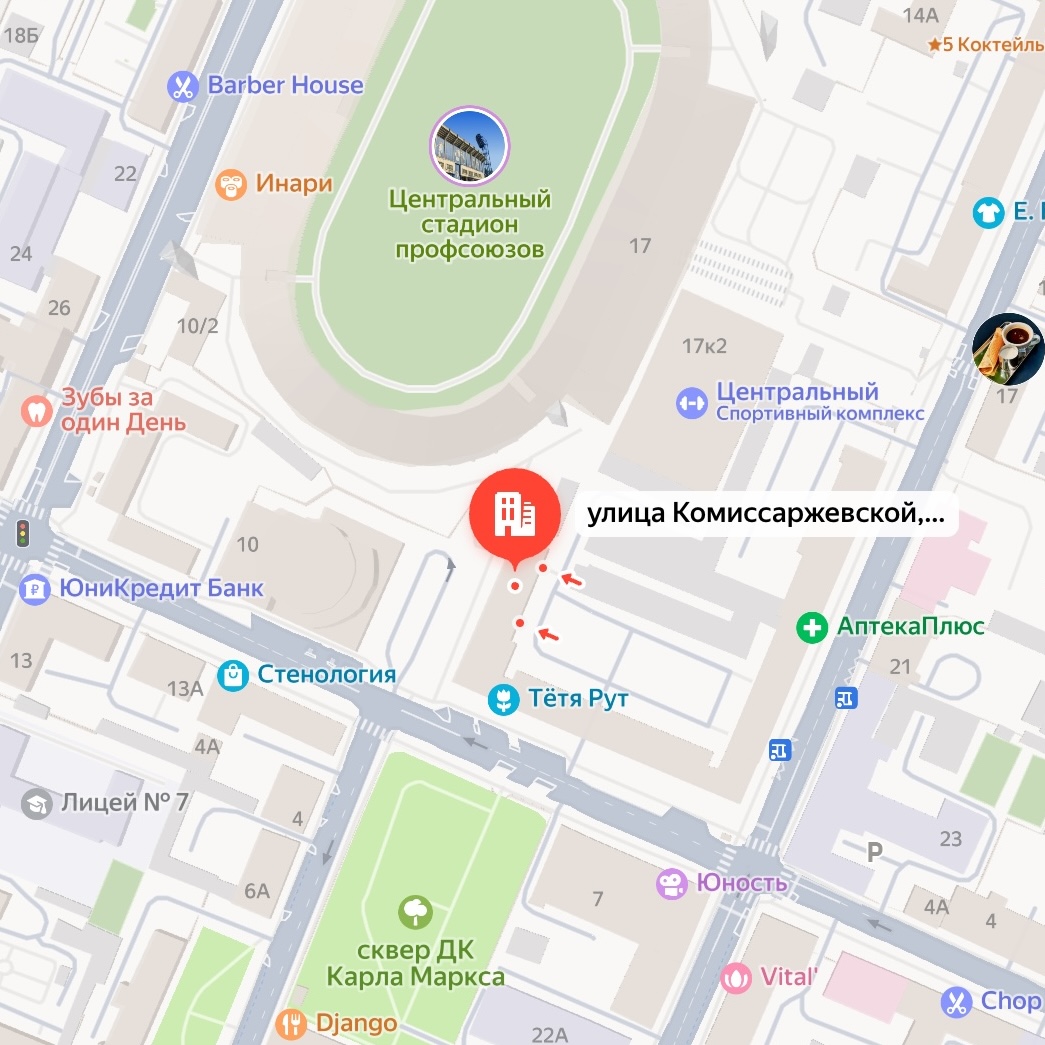 18Б
14А
★5 Коктейль
Barber House
22
Инари
Центральный
стадион
профсоюзов
Е.
24
17
26
10/2
17к2
Зубы за
один День
Центральный
Спортивный комплекс
17
улица Комиссаржевской,...
10
ЮниКредит Банк
АптекаПлюс
13
Стенология
13А
21
Тётя Рут
4А
Лицей № 7
4
23
P
6А
7
Юность
4А
4
сквер ДК
Карла Маркса
Vital'
Chop
Django
22А